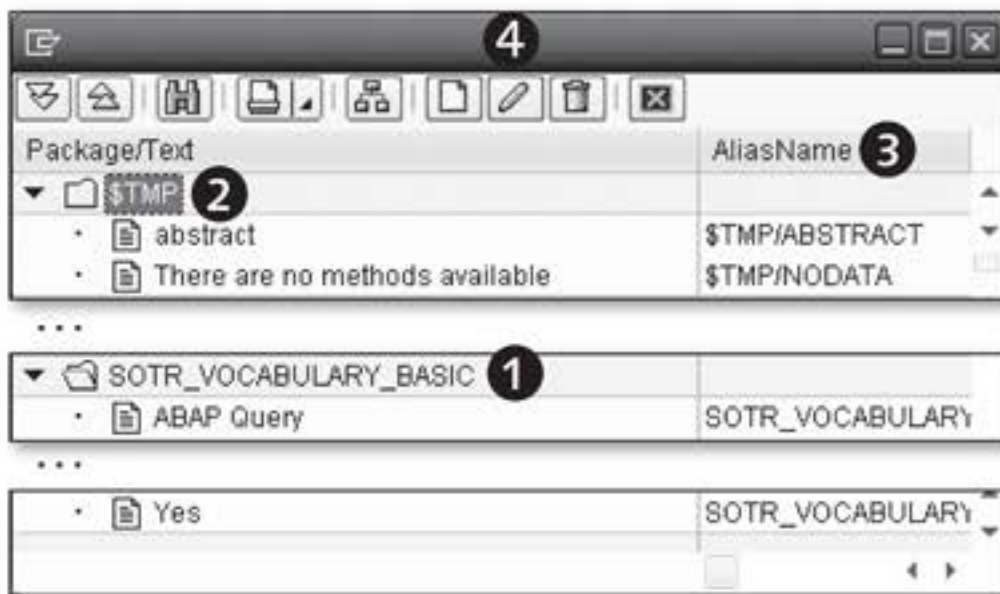 4
Package/Text AliasName 3
$TMP 2
abstract $TMP/ABSTRACT
There are no methods available $TMP/NODATA
...
SOTR_VOCABULARY_BASIC 1
ABAP Query SOTR_VOCABULARY
...
Yes SOTR_VOCABULARY